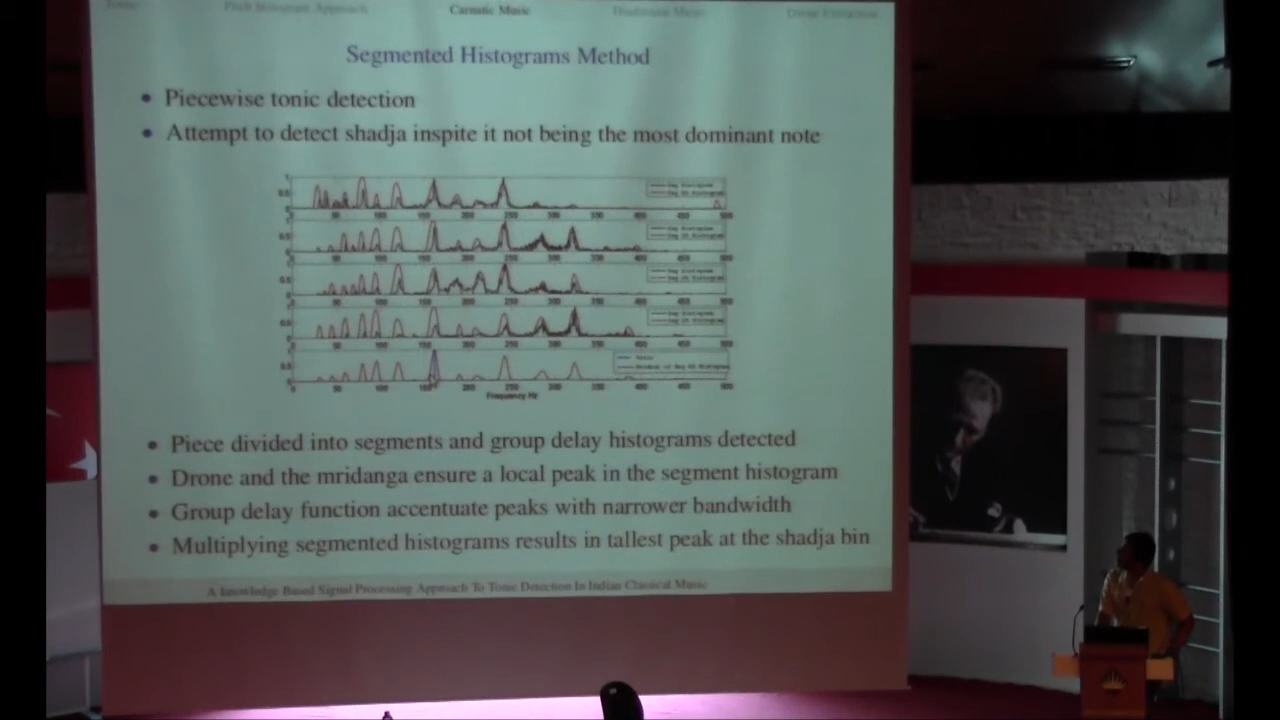 Tonic Pitch Histogram Approach Carnatic Music Hindustani Music Drone Extraction
Segmented Histograms Method
• Piecewise tonic detection
• Attempt to detect shadja inspite it not being the most dominant note
Frequency Hz
• Piece divided into segments and group delay histograms detected
• Drone and the mridanga ensure a local peak in the segment histogram
• Group delay function accentuate peaks with narrower bandwidth
• Multiplying segmented histograms results in tallest peak at the shadja bin
A knowledge Based Signal Processing Approach To Tonic Detection In Indian Classical Music